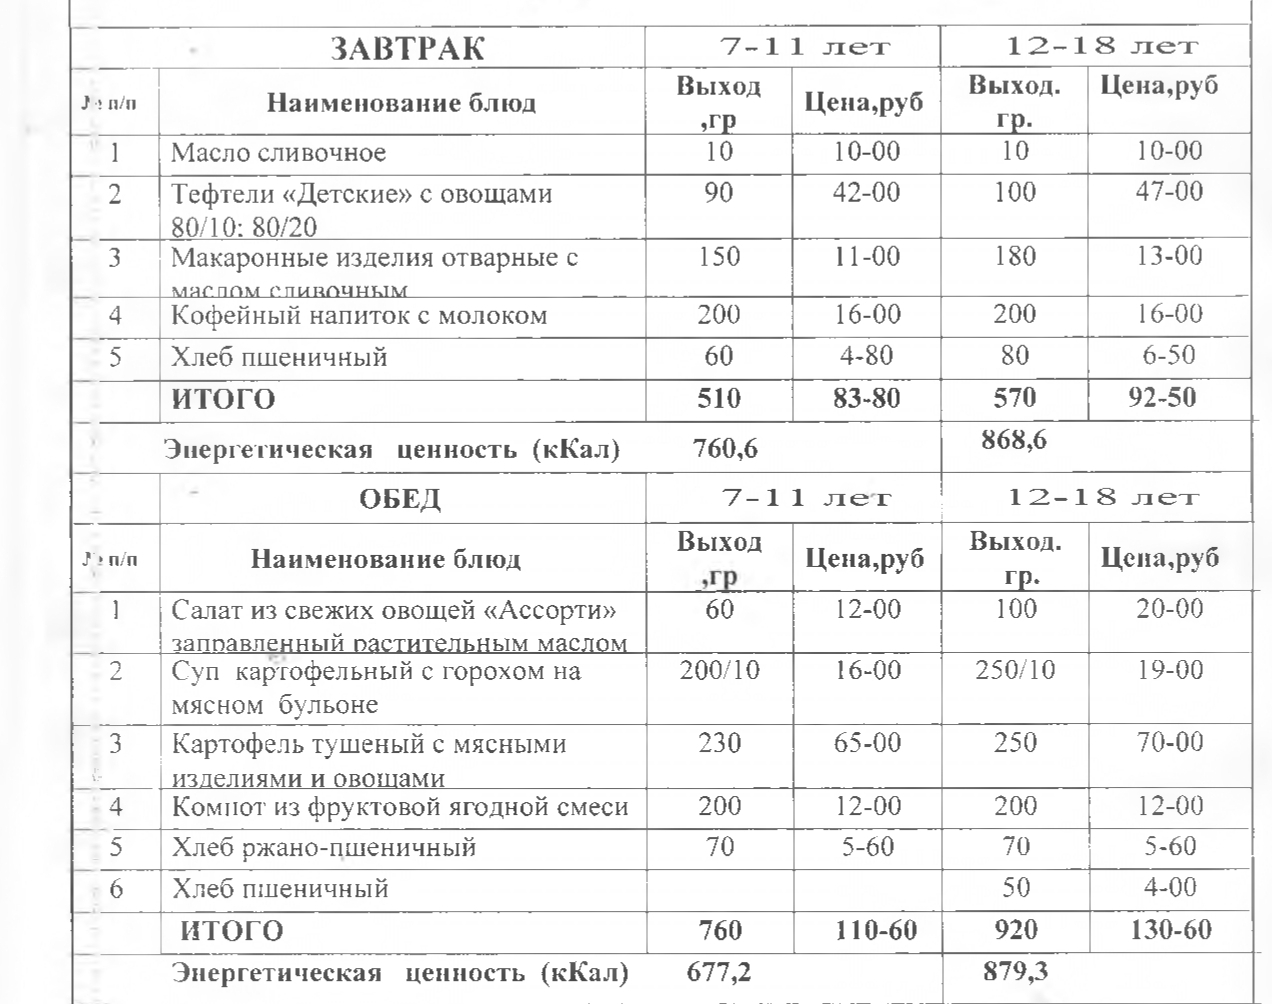 ЗАВТРАК 7-11 лет 12-18 лет
№ п/п Наименование блюд Выход ,гр Цена,руб Выход. гр. Цена,руб
1 Масло сливочное 10 10-00 10 10-00
2 Тефтели «Детские» с овощами 90 42-00 100 47-00
80/10; 80/20
3 Макаронные изделия отварные с 150 11-00 180 13-00
маслом сливочным
4 Кофейный напиток с молоком 200 16-00 200 16-00
5 Хлеб пшеничный 60 4-80 80 6-50
ИТОГО 510 83-80 570 92-50
Энергетическая ценность (кКал) 760,6 868,6
ОБЕД 7-11 лет 12-18 лет
№ п/п Наименование блюд Выход ,гр Цена,руб Выход. гр. Цена,руб
1 Салат из свежих овощей «Ассорти» 60 12-00 100 20-00
заправленный растительным маслом
2 Суп картофельный с горохом на 200/10 16-00 250/10 19-00
мясном бульоне
3 Картофель тушеный с мясными 230 65-00 250 70-00
изделиями и овощами
4 Компот из фруктовой ягодной смеси 200 12-00 200 12-00
5 Хлеб ржано-пшеничный 70 5-60 70 5-60
6 Хлеб пшеничный 50 4-00
ИТОГО 760 110-60 920 130-60
Энергетическая ценность (кКал) 677,2 879,3